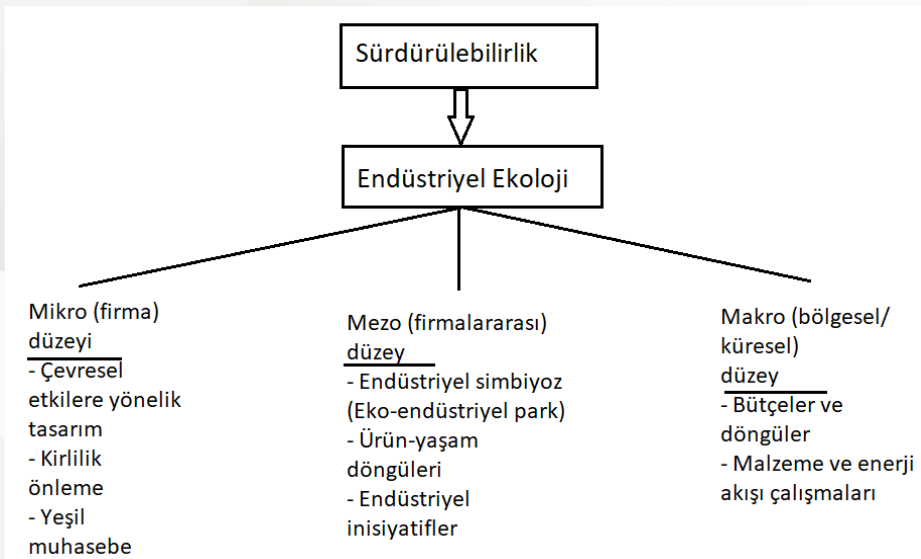 Sürdürülebilirlik
Endüstriyel Ekoloji
Mikro (firma)
düzeyi
- Çevresel
etkilere yönelik
tasarım
- Kirlilik
önleme
- Yeşil
muhasebe
Mezo (firmalararası)
düzey
- Endüstriyel simbiyoz
(Eko-endüstriyel park)
- Ürün-yaşam
döngüleri
- Endüstriyel
inisiyatifler
Makro (bölgesel/
küresel)
düzey
- Bütçeler ve
döngüler
- Malzeme ve enerji
akışı çalışmaları